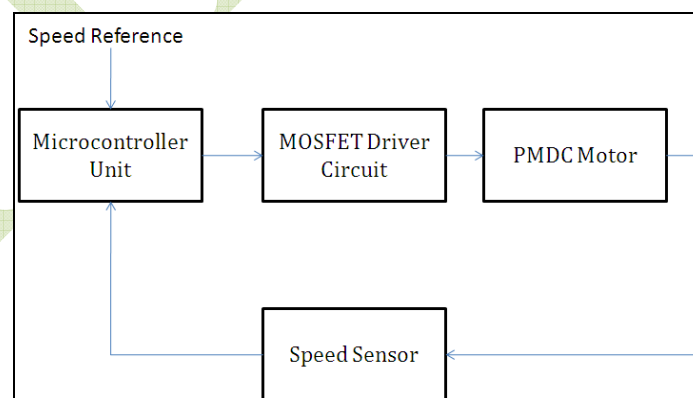 Speed Reference
Microcontroller
Unit
MOSFET Driver
Circuit
PMDC Motor
Speed Sensor